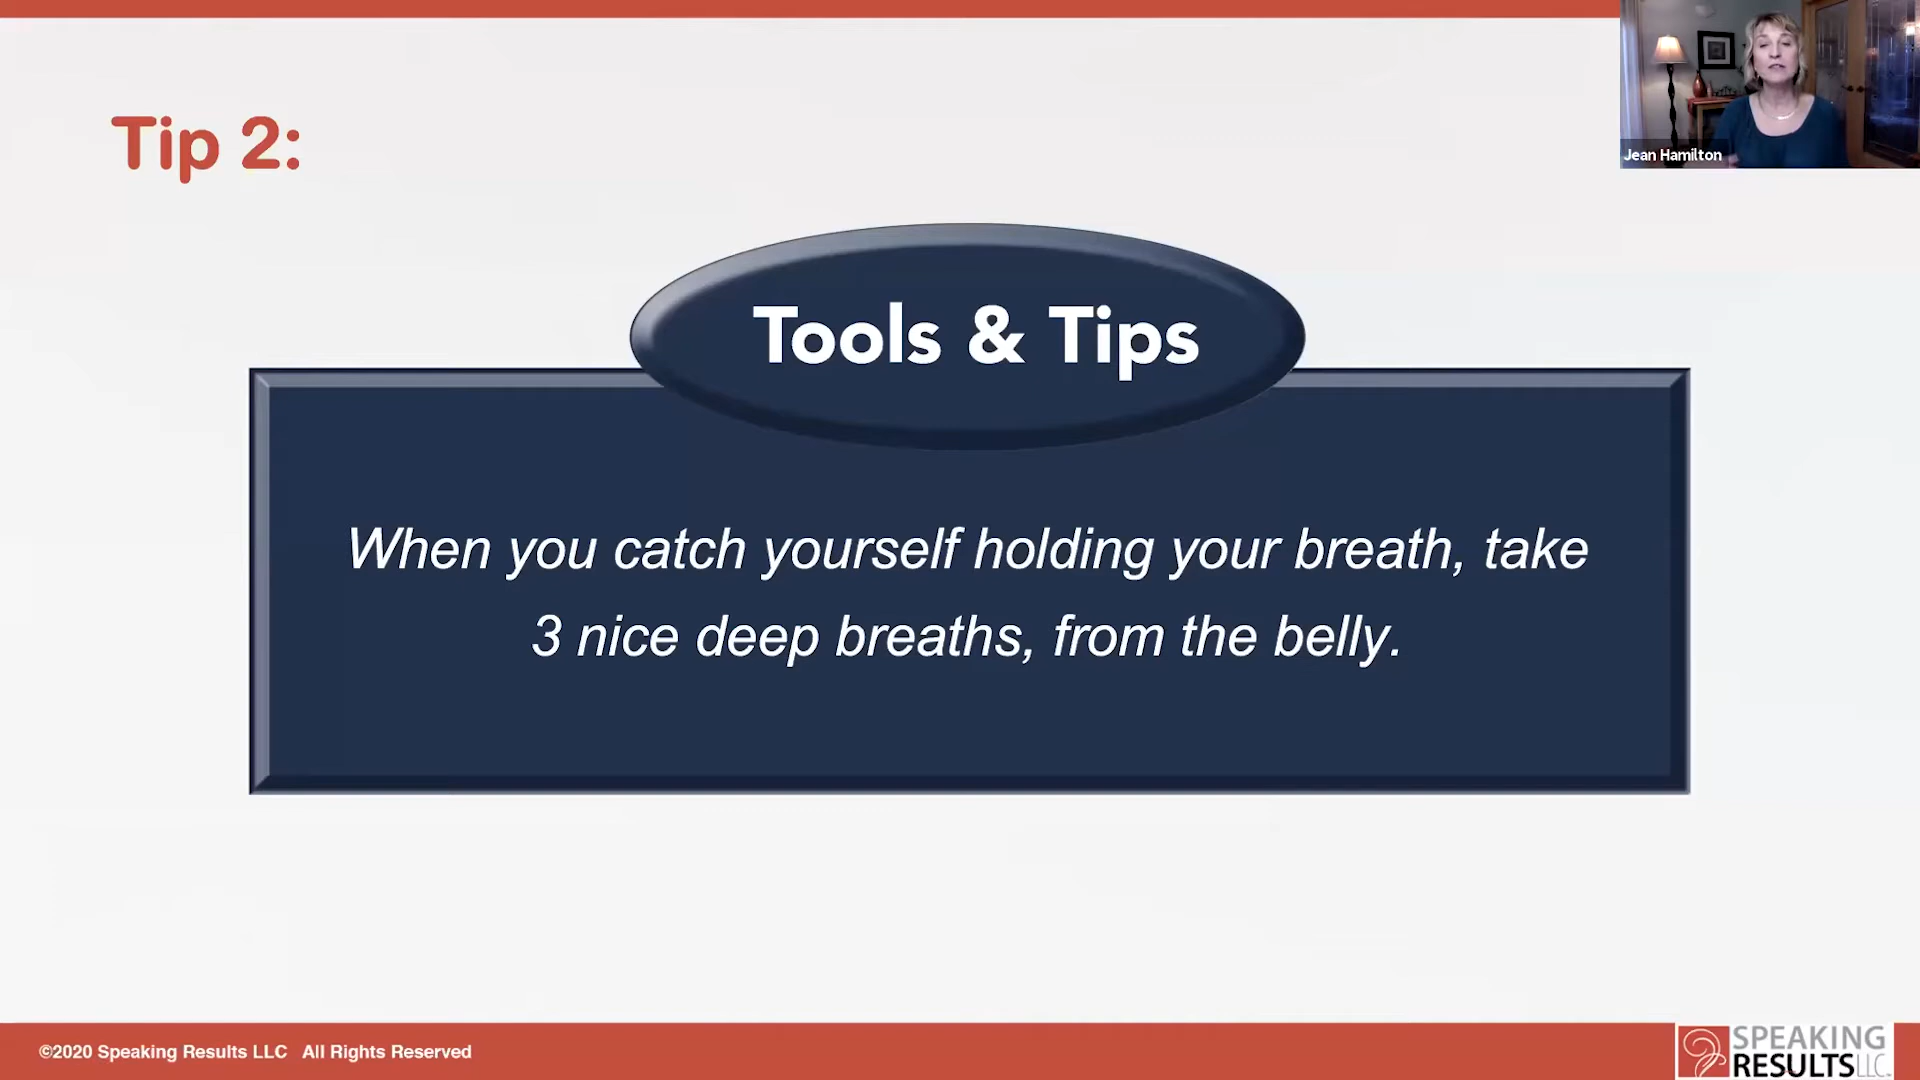 Tip 2:
Jean Hamilton
Tools & Tips
When you catch yourself holding your breath, take
3 nice deep breaths, from the belly.
©2020 Speaking Results LLC All Rights Reserved
SPEAKING
RESULTS LLC.